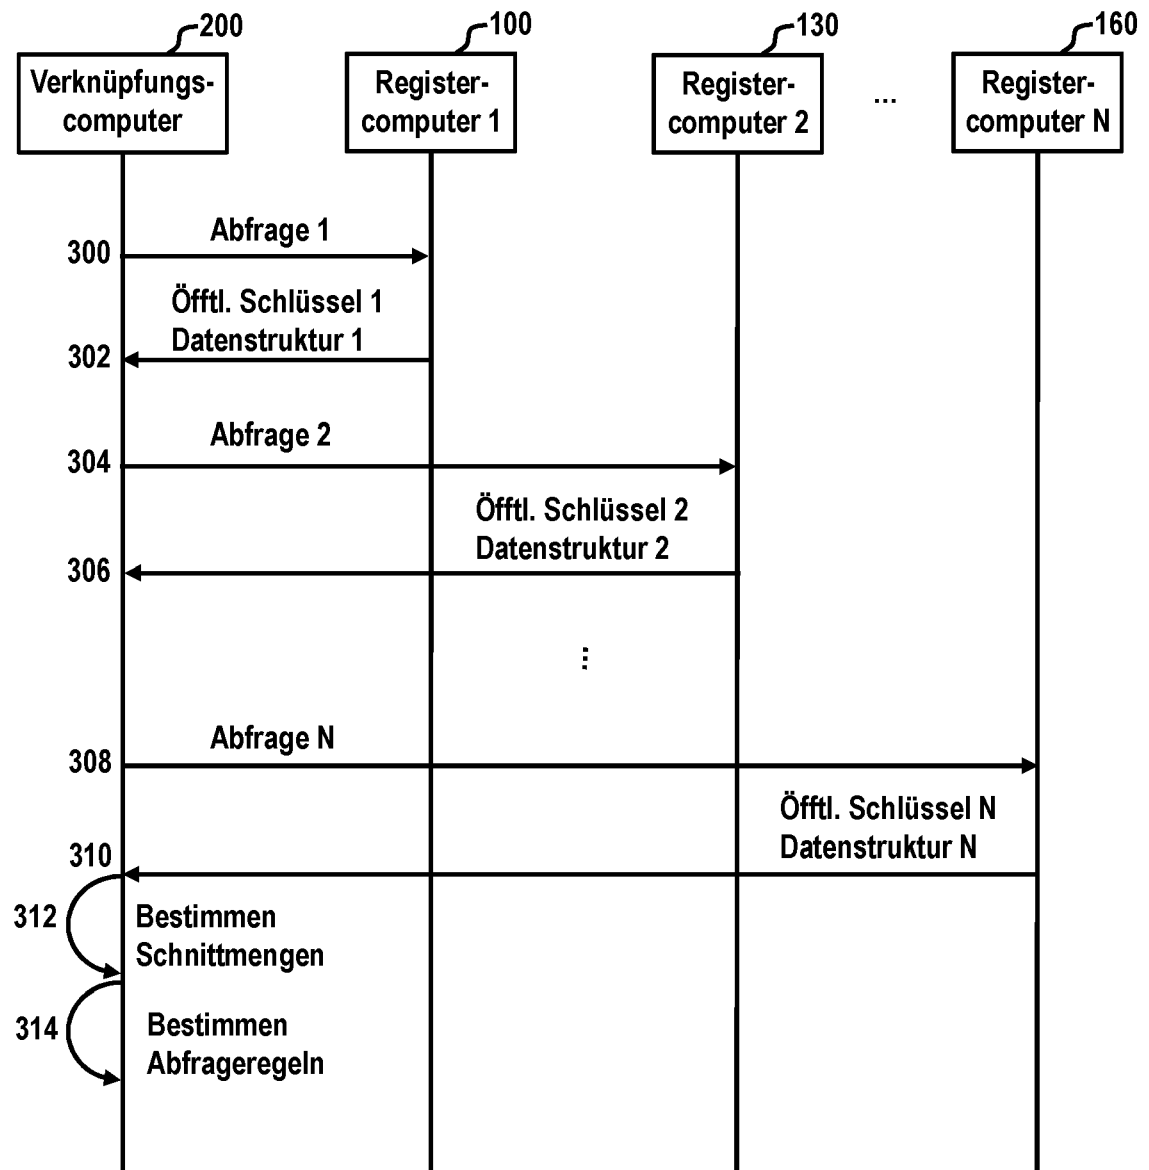 200
100
130
160
Verknüpfungs-
computer
Register-
computer 1
Register-
computer 2
...
Register-
computer N
Abfrage 1
300
Öfftl. Schlüssel 1
Datenstruktur 1
302
Abfrage 2
304
Öfftl. Schlüssel 2
Datenstruktur 2
306
...
Abfrage N
308
Öfftl. Schlüssel N
Datenstruktur N
310
312
Bestimmen
Schnittmengen
314
Bestimmen
Abfrageregeln